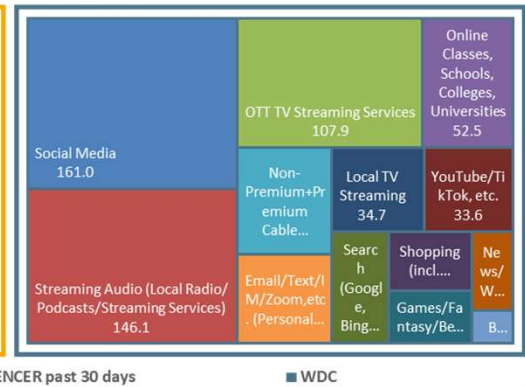 Social Media
161.0
Streaming Audio (Local Radio/
Podcasts/Streaming Services)
146.1
OTT TV Streaming Services
107.9
Online
Classes,
Schools,
Colleges,
Universities
52.5
Non-
Premium+Pr
emium
Cable...
Local TV
Streaming
34.7
YouTube/Ti
kTok, etc.
33.6
Email/Text/I
M/Zoom,etc
. (Personal...
Searc
h
(Googl
e,
Bing...
Shopping
(incl....
Ne
ws/
W...
Games/Fa
ntasy/Be...
B...
ENCER past 30 days
WDC